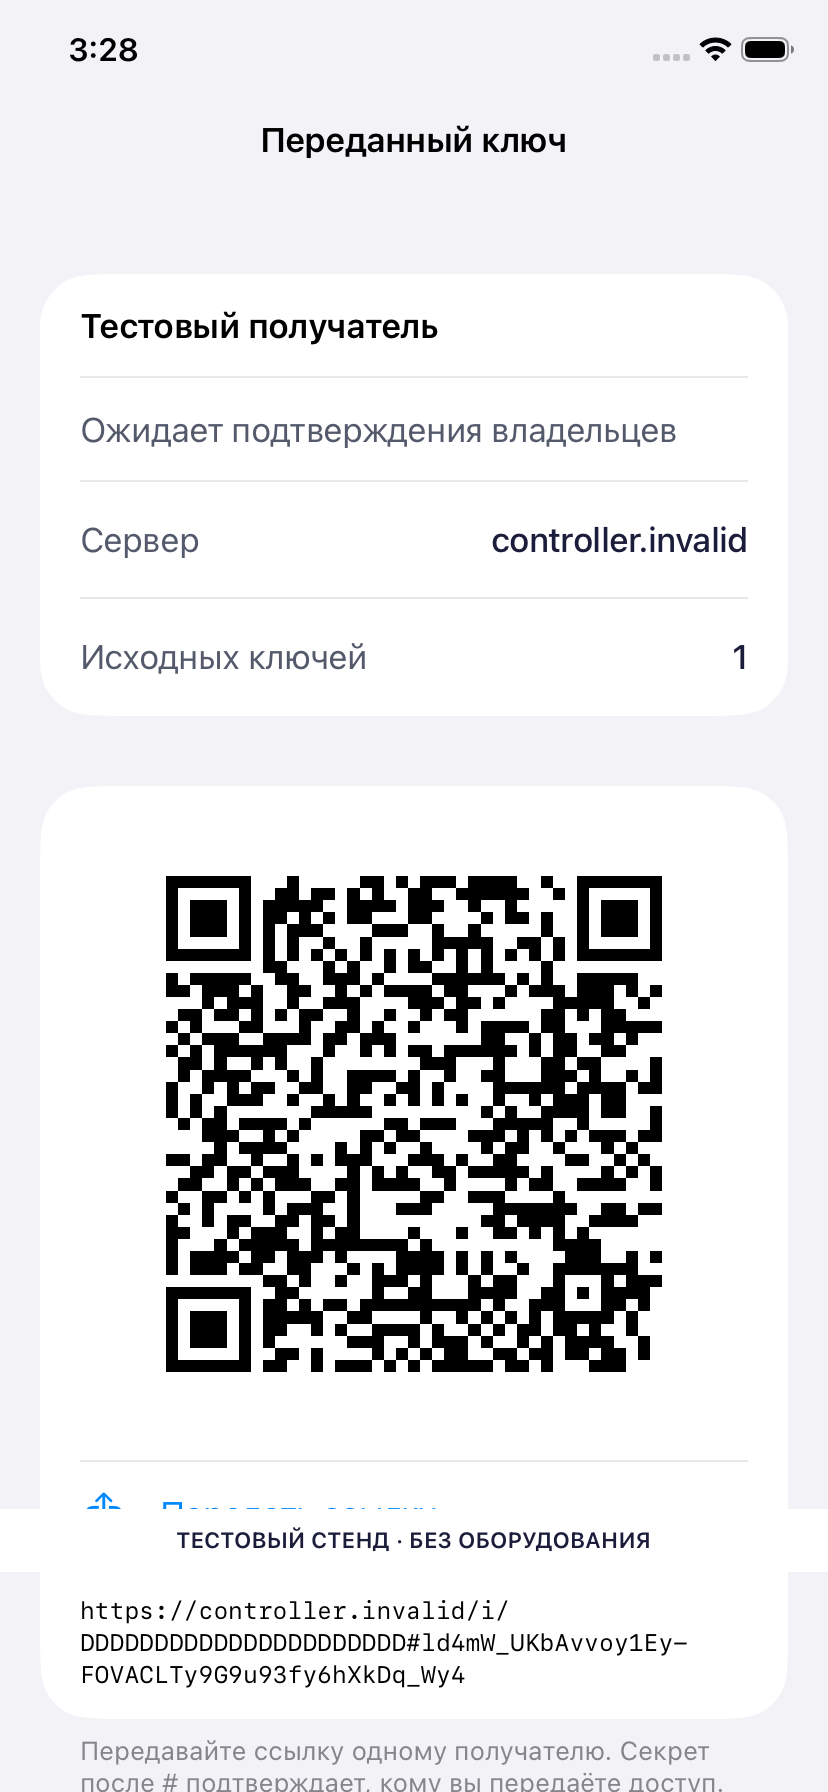 3:28
Переданный ключ
Тестовый получатель
Ожидает подтверждения владельцев
Сервер controller.invalid
Исходных ключей 1
ТЕСТОВЫЙ СТЕНД · БЕЗ ОБОРУДОВАНИЯ
https://controller.invalid/i/
DDDDDDDDDDDDDDDDDDDDDD#ld4mW_UKbAvvoy1Ey-
FOVACLTy9G9u93fy6hXkDq_Wy4
Передавайте ссылку одному получателю. Секрет
после # подтверждает, кому вы передаёте доступ.